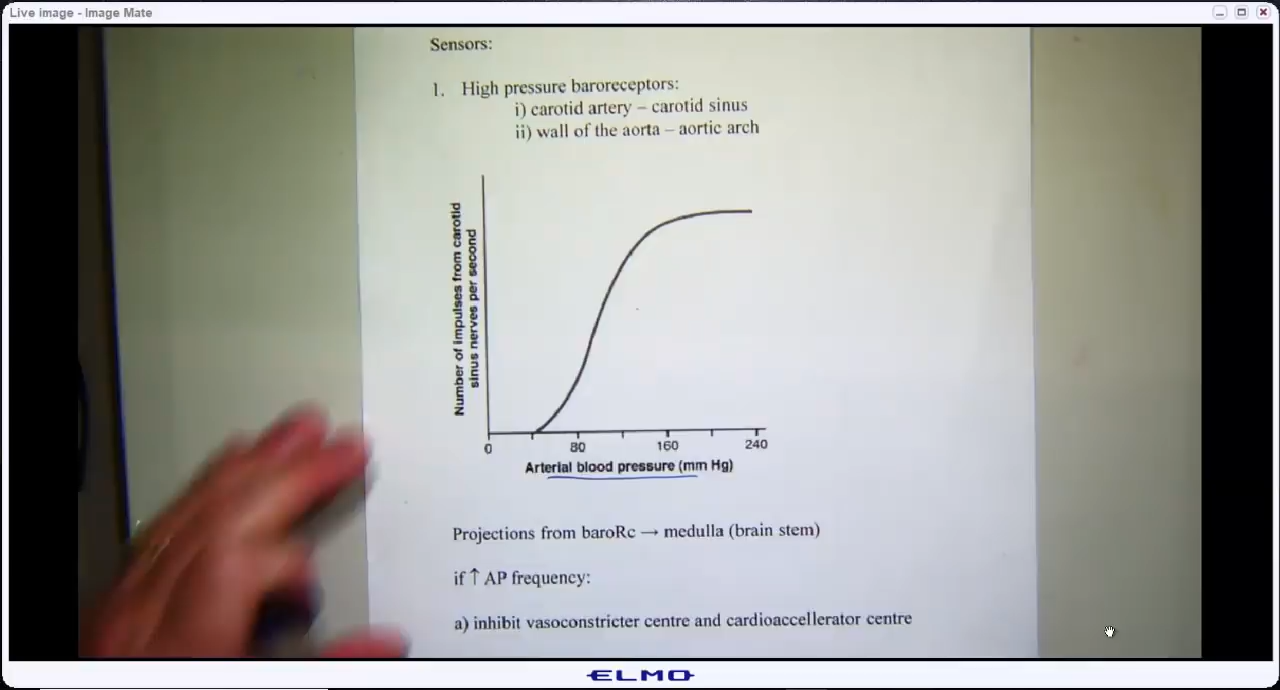 Live image - Image Mate
Sensors:
1. High pressure baroreceptors:
i) carotid artery – carotid sinus
ii) wall of the aorta – aortic arch
Number of impulses from carotid
sinus nerves per second
0 80 160 240
Arterial blood pressure (mm Hg)
Projections from baroRc → medulla (brain stem)
if ↑ AP frequency:
a) inhibit vasoconstricter centre and cardioaccellerator centre
ELMO